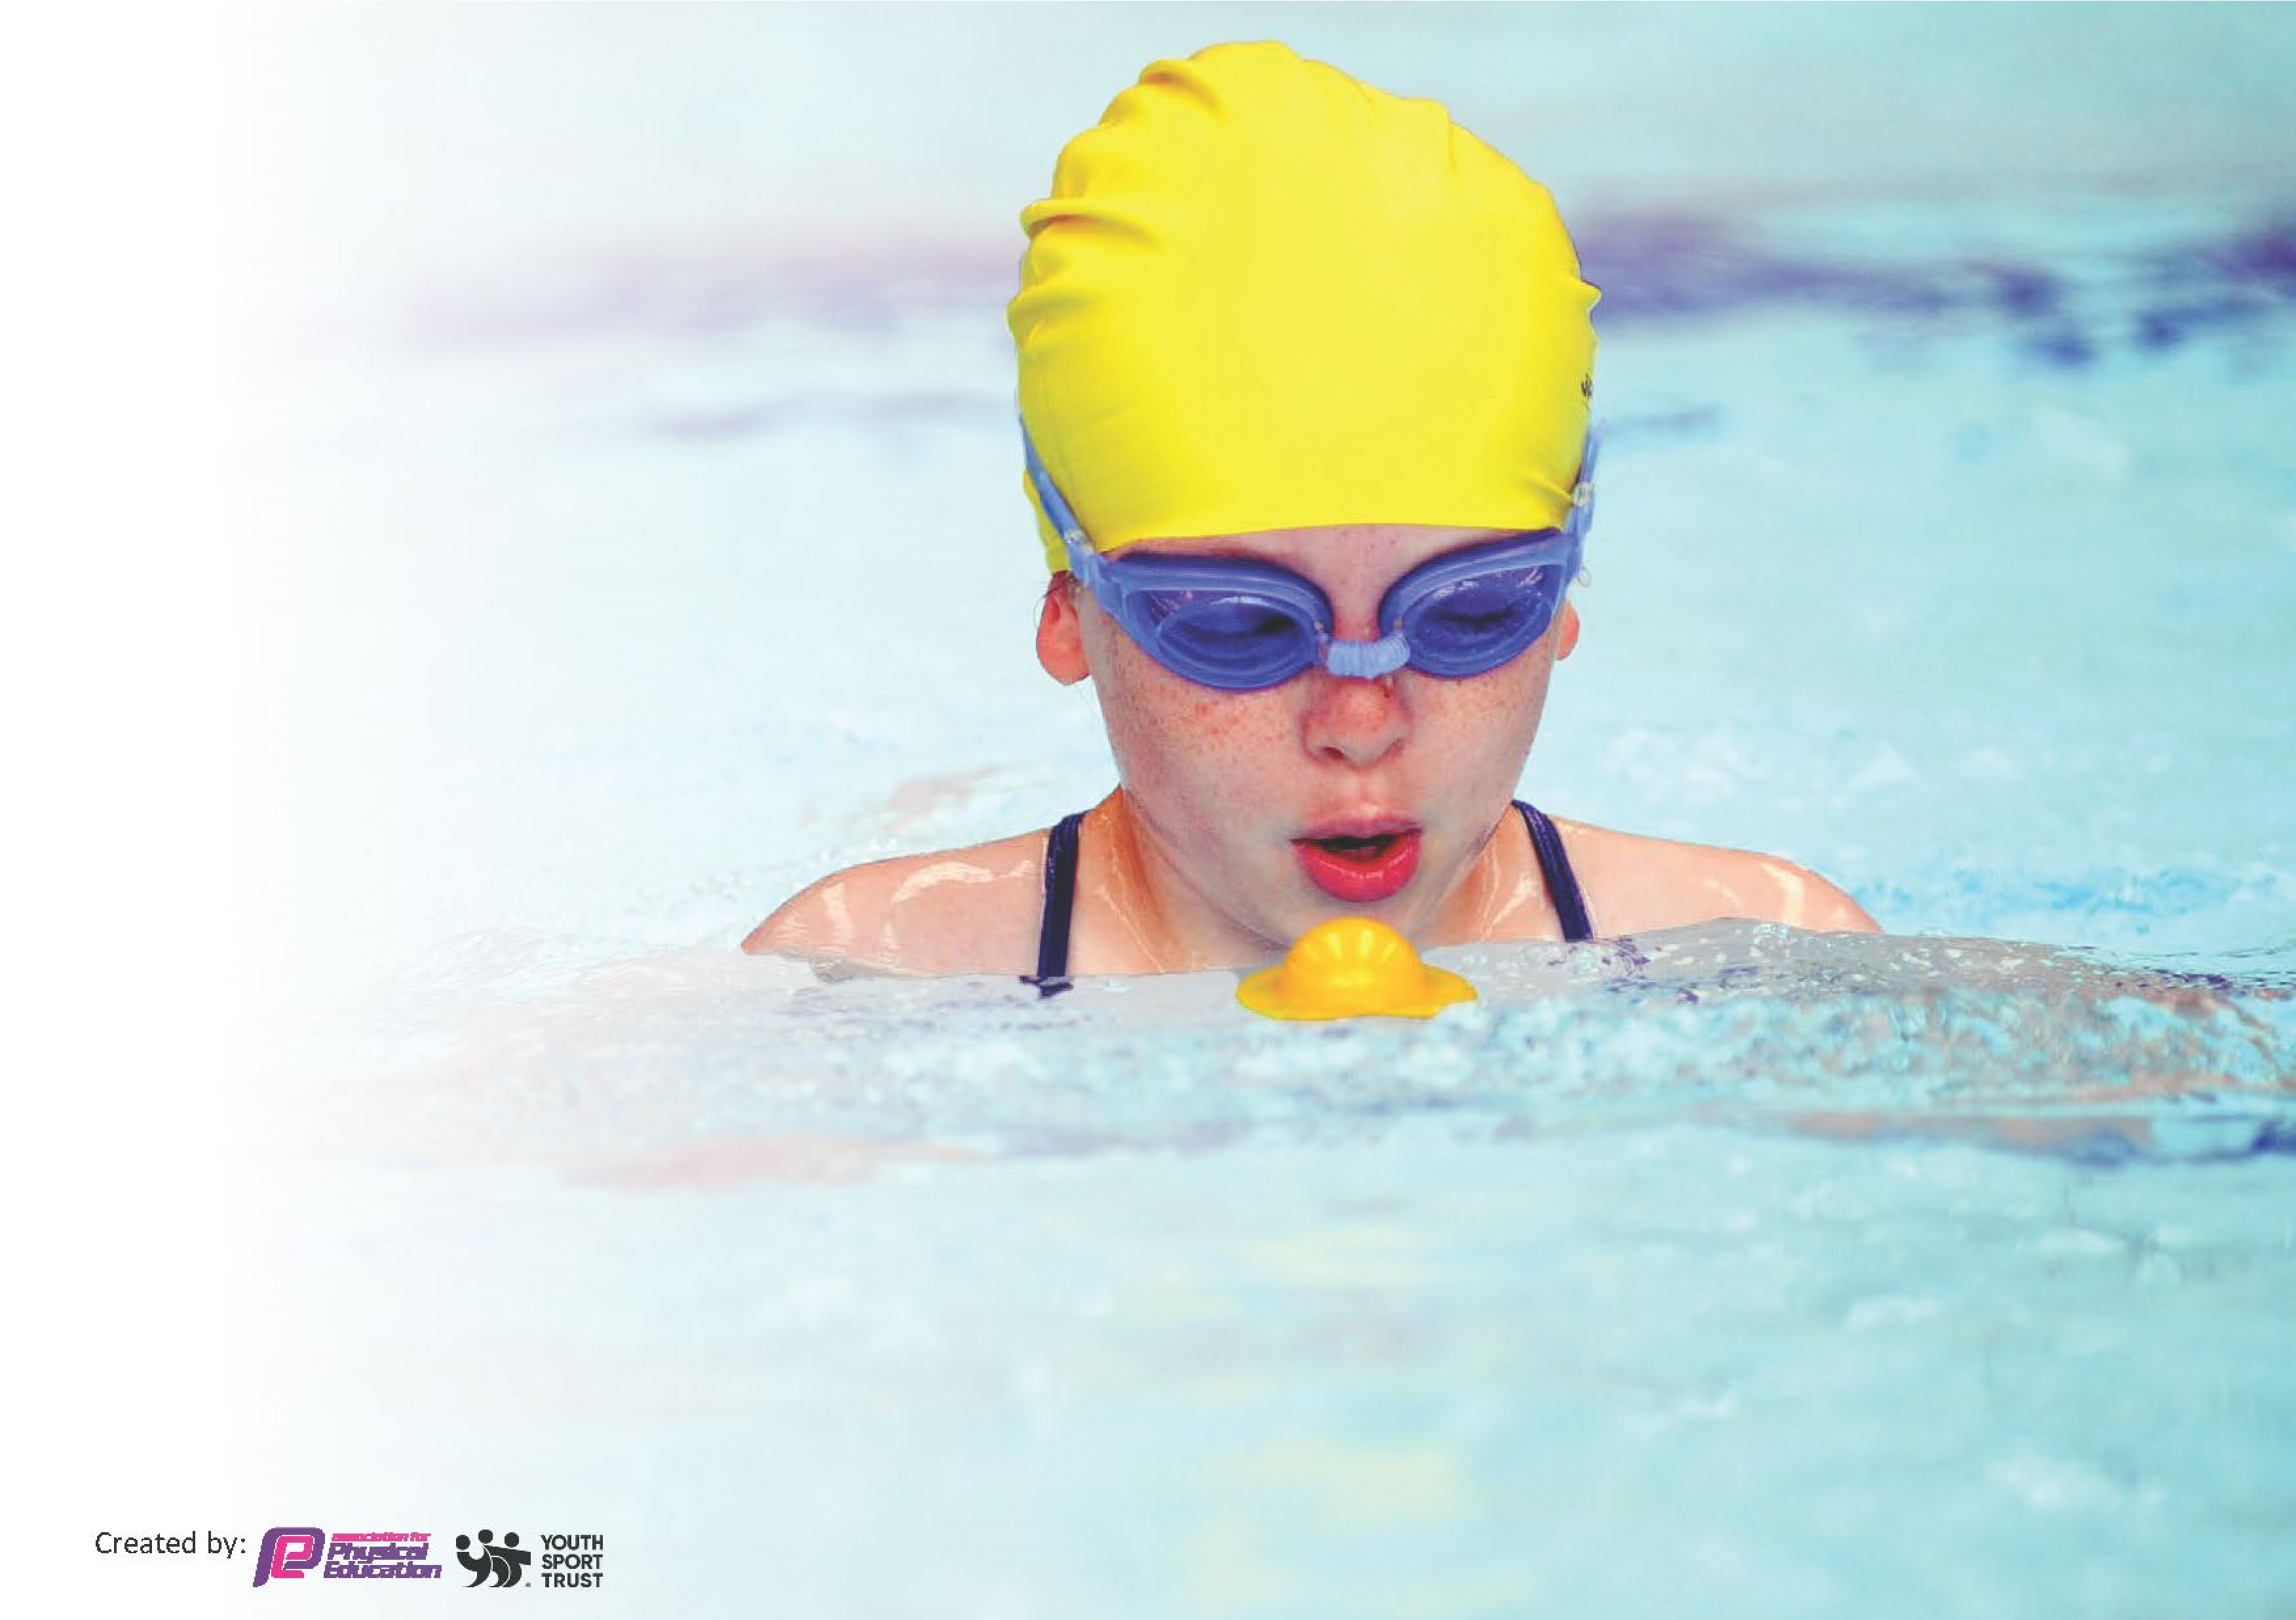 Created by:
association for
Physical
Education
YOUTH
SPORT
TRUST